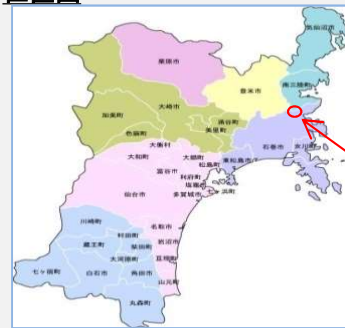 位置図
気仙沼市
栗原市
南三陸町
登米市
加美町
大崎市
涌谷町
色麻町
美里町
大衡村
石巻市
女川町
大和町
大郷町
松島町
東松島市
富谷市
利府町
塩竈市
仙台市
多賀城市
七ヶ浜町
川崎町
名取市
村田町
岩沼市
蔵王町
柴田町
大河原町
亘理町
七ヶ宿町
白石市
角田市
山元町
丸森町